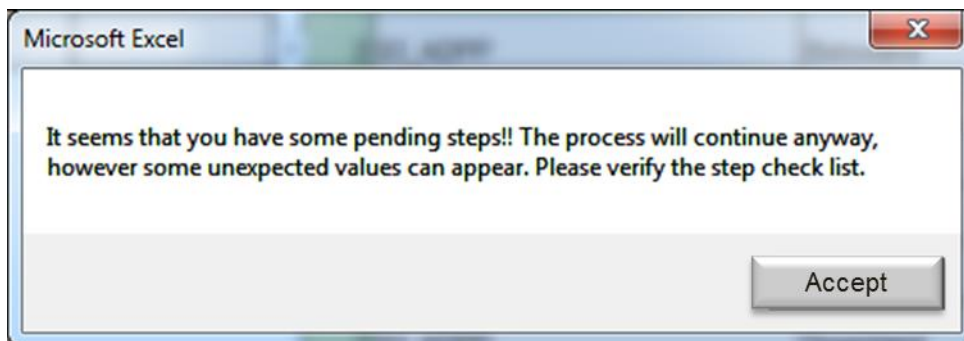 Microsoft Excel
It seems that you have some pending steps!! The process will continue anyway,
however some unexpected values can appear. Please verify the step check list.
Accept